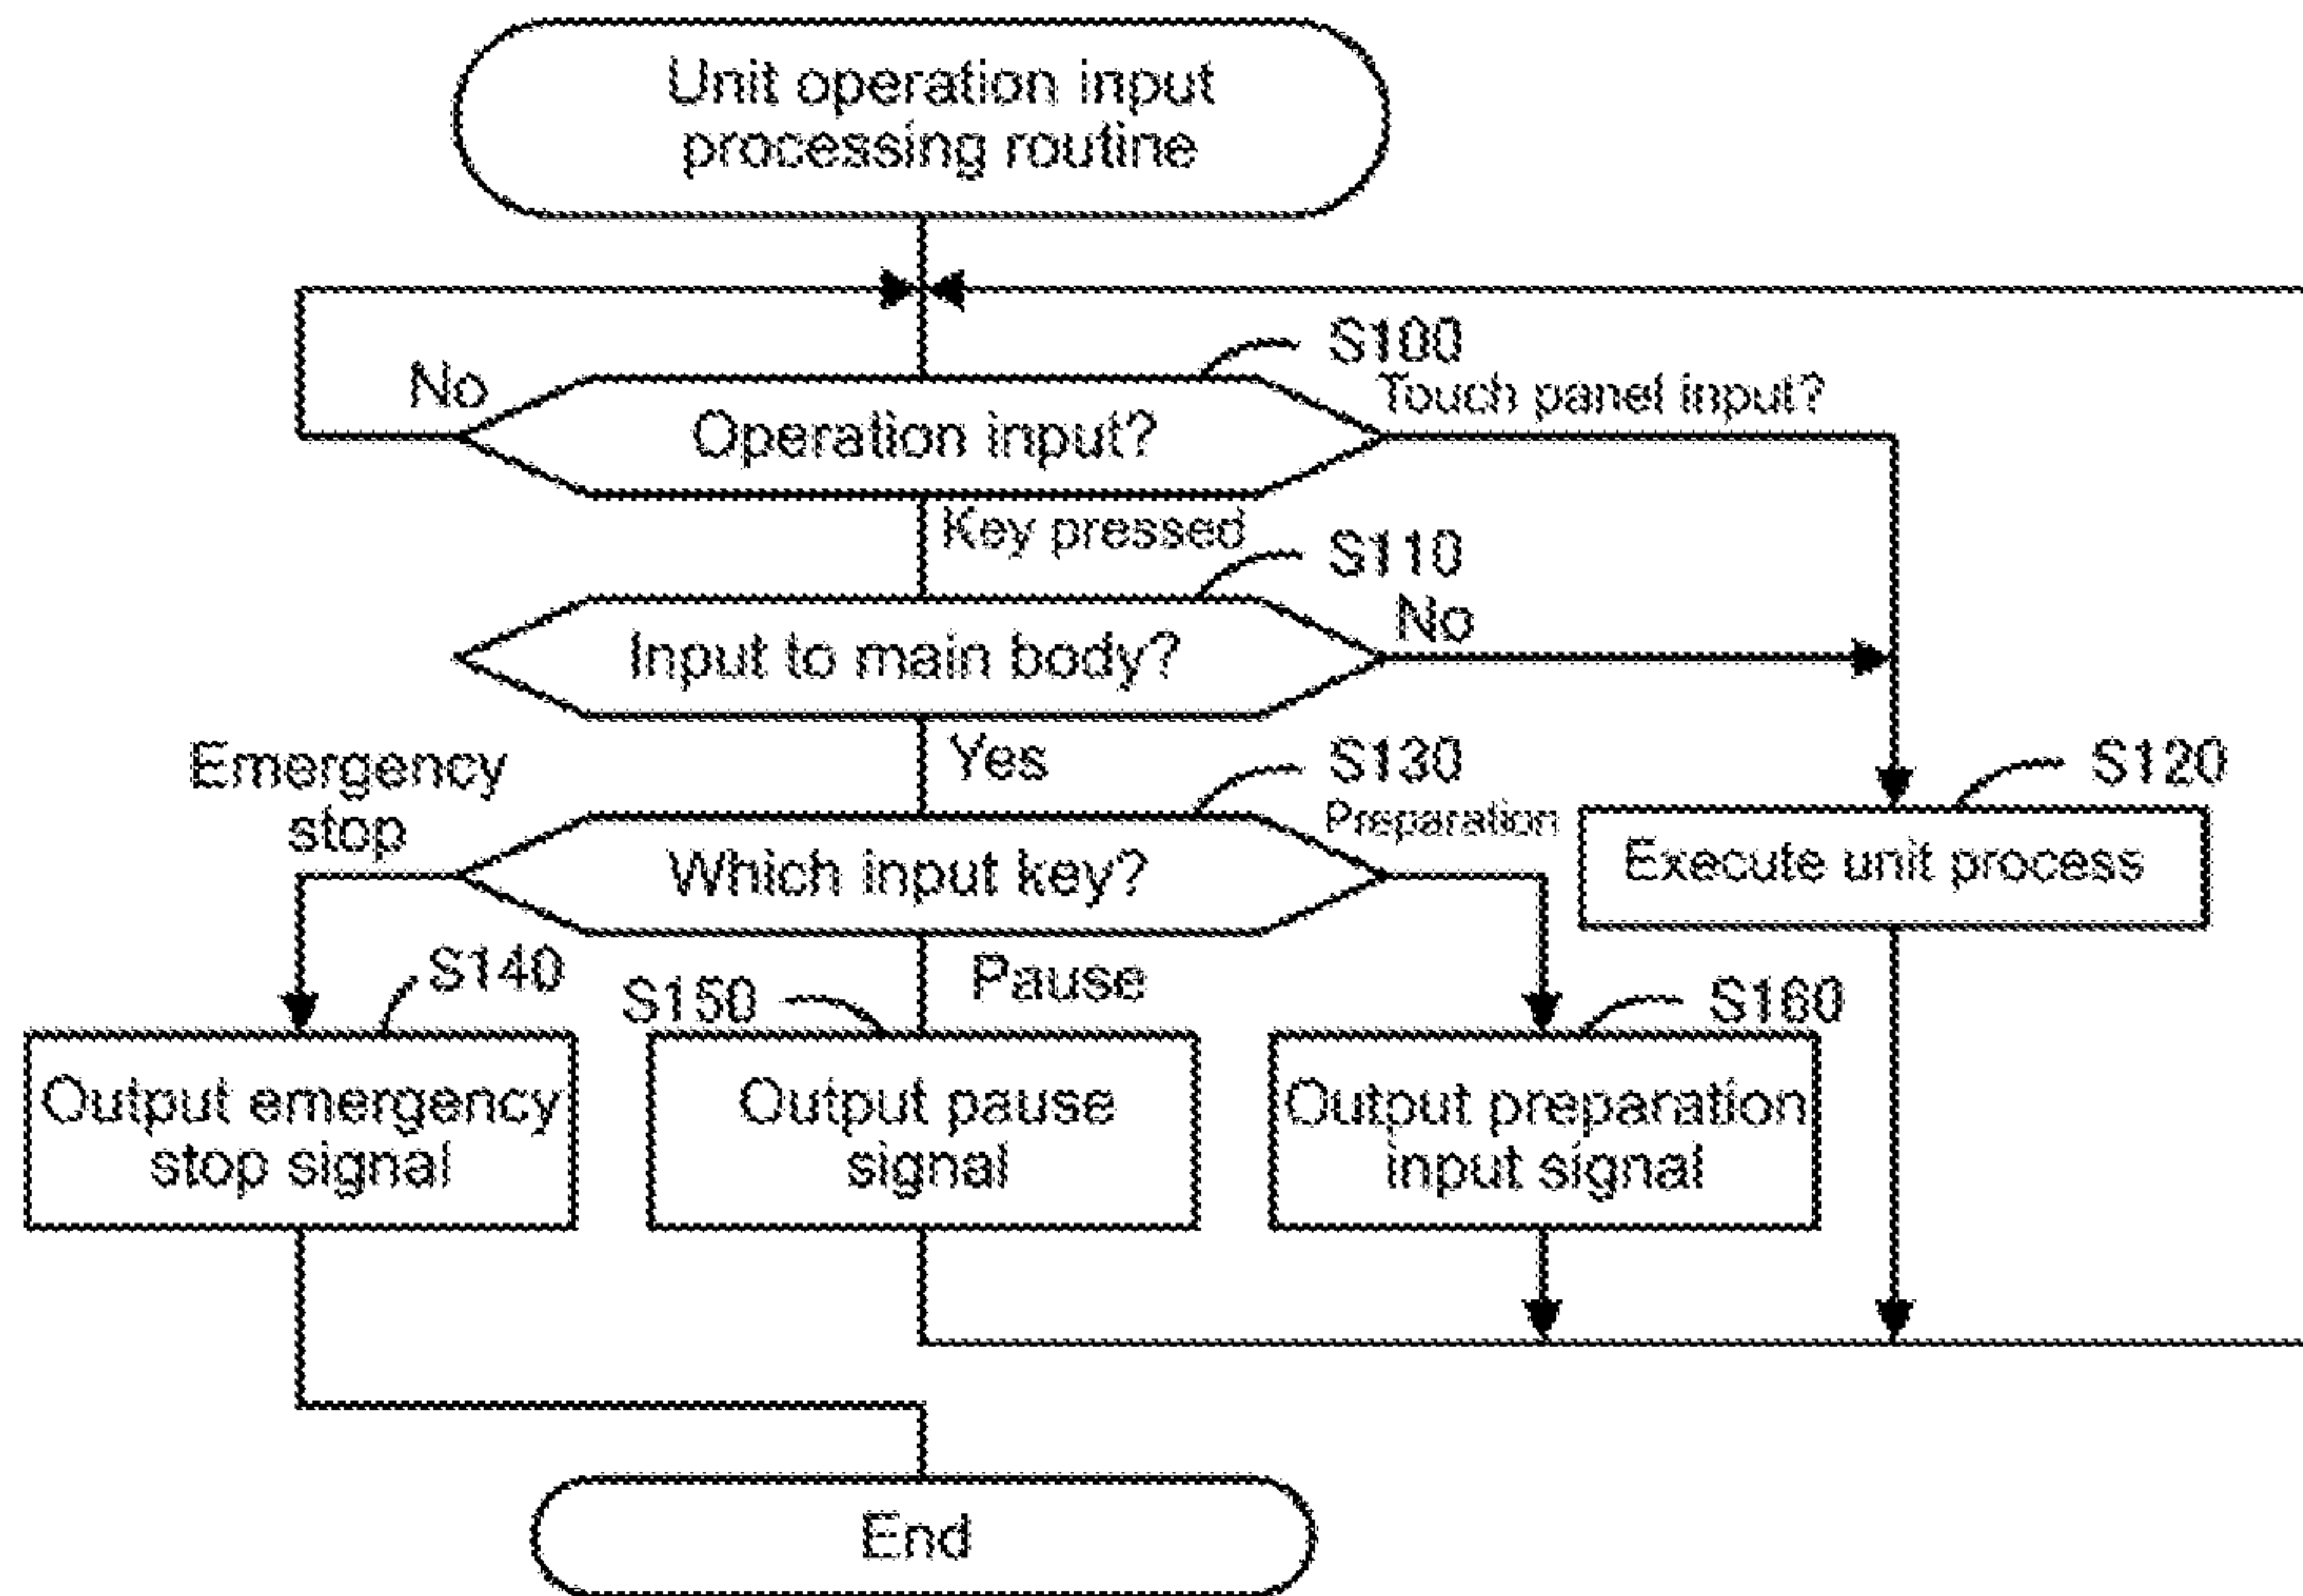 Unit operation input
processing routine
S100
No
Touch panel input?
Operation input?
Key pressed
S110
No
Input to main body?
Yes
S130
Emergency
stop
Preparation
S120
Which input key?
Execute unit process
S140
Pause
S150
S160
Output emergency
stop signal
Output pause
signal
Output preparation
input signal
End